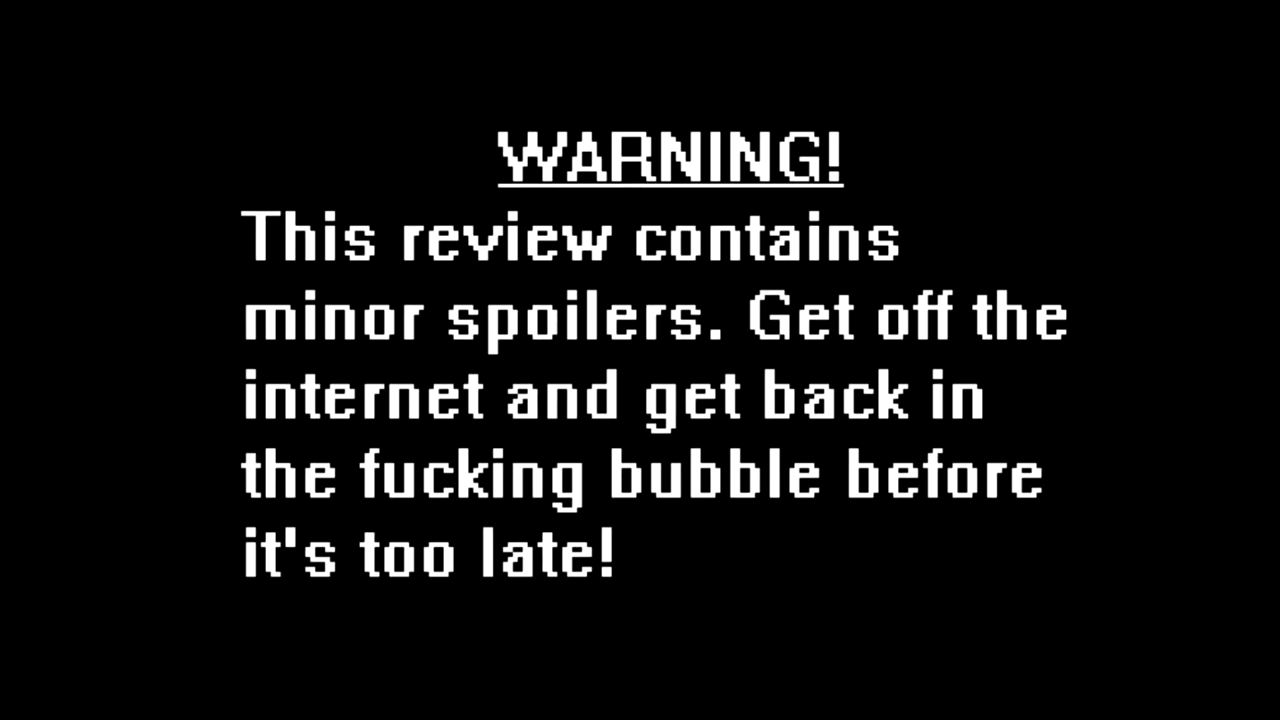 WARNING!
This review contains
minor spoilers. Get off the
internet and get back in
the fucking bubble before
it's too late!